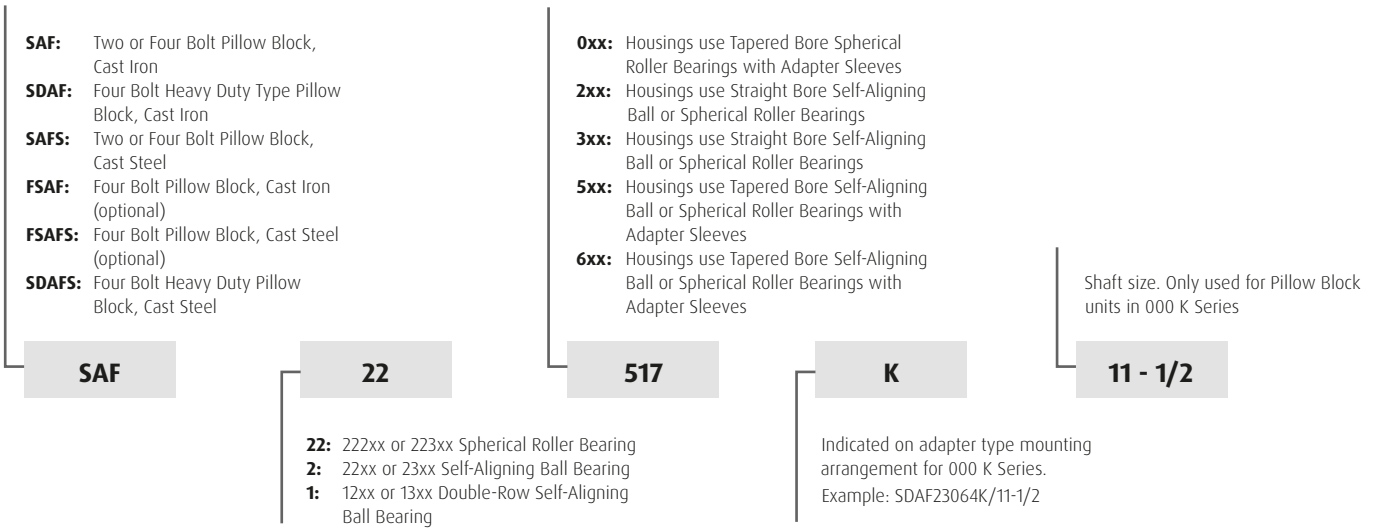 SAF: Two or Four Bolt Pillow Block,
Cast Iron
SDAF: Four Bolt Heavy Duty Type Pillow
Block, Cast Iron
SAFS: Two or Four Bolt Pillow Block,
Cast Steel
FSAF: Four Bolt Pillow Block, Cast Iron
(optional)
FSAFS: Four Bolt Pillow Block, Cast Steel
(optional)
SDAFS: Four Bolt Heavy Duty Pillow
Block, Cast Steel
0xx: Housings use Tapered Bore Spherical
Roller Bearings with Adapter Sleeves
2xx: Housings use Straight Bore Self-Aligning
Ball or Spherical Roller Bearings
3xx: Housings use Straight Bore Self-Aligning
Ball or Spherical Roller Bearings
5xx: Housings use Tapered Bore Self-Aligning
Ball or Spherical Roller Bearings with
Adapter Sleeves
6xx: Housings use Tapered Bore Self-Aligning
Ball or Spherical Roller Bearings with
Adapter Sleeves
Shaft size. Only used for Pillow Block
units in 000 K Series
SAF 22 517 K 11 - 1/2
22: 222xx or 223xx Spherical Roller Bearing
2: 22xx or 23xx Self-Aligning Ball Bearing
1: 12xx or 13xx Double-Row Self-Aligning
Ball Bearing
Indicated on adapter type mounting
arrangement for 000 K Series.
Example: SDAF23064K/11-1/2